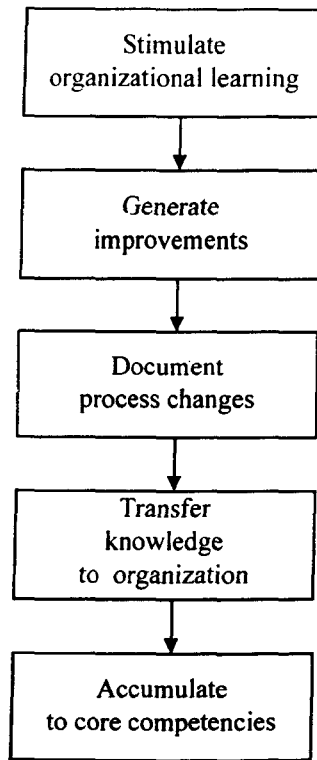 Stimulate
organizational learning
Generate
improvements
Document
process changes
Transfer
knowledge
to organization
Accumulate
to core competencies